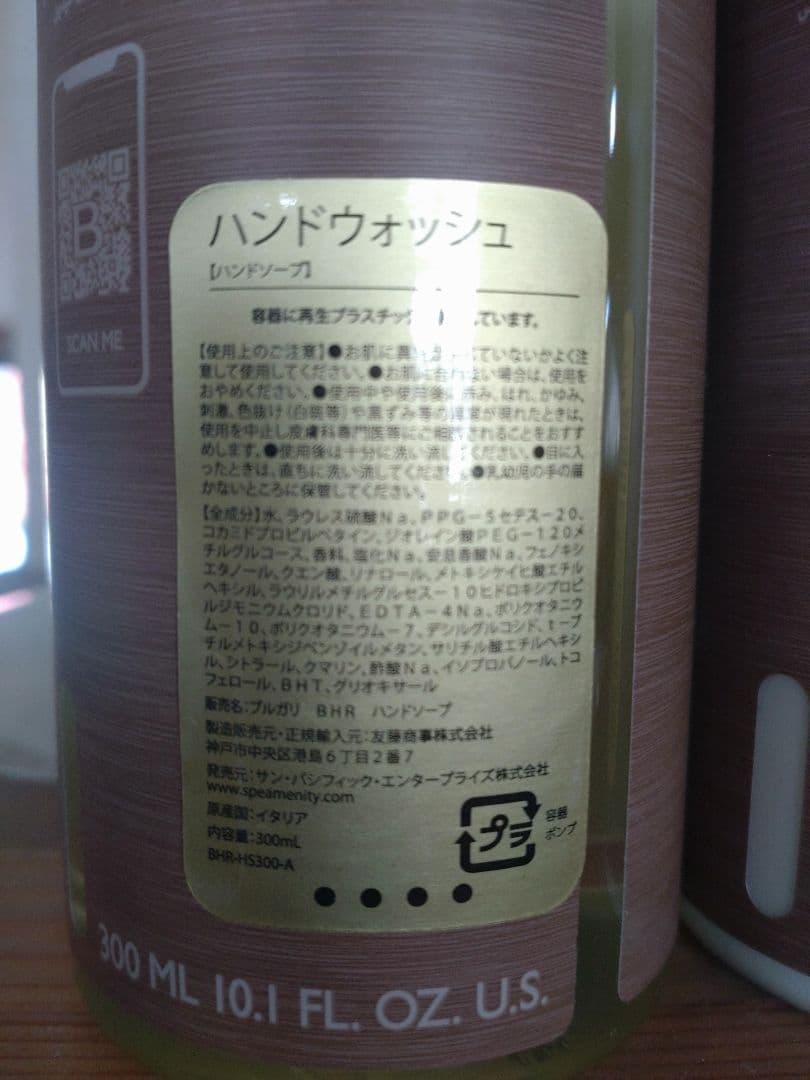 B
SCAN ME
ハンドウォッシュ
【ハンドソープ】
容器に再生プラスチック しています。
【使用上のご注意】●お肌に異 ていないかよく注
意して使用してください。●お肌に合わない場合は、使用を
おやめください。●使用中や使用後に赤み、はれ、かゆみ、
刺激、色抜け(白斑等)や黒ずみ等の異常が現れたときは、
使用を中止し皮膚科専門医等にご相談されることをおすす
めします。●使用後は十分に洗い流してください。●目に入
ったときは、直ちに洗い流してください。●乳幼児の手の届
かないところに保管してください。
【全成分】水、ラウレス硫酸Na、PPG-5セテス-20、
コカミドプロピルベタイン、ジオレイン酸PEG-120メ
チルグルコース、香料、塩化Na、安息香酸Na、フェノキシ
エタノール、クエン酸、リナロール、メトキシケイヒ酸エチル
ヘキシル、ラウリルメチルグルセス-10ヒドロキシプロピ
ルジモニウムクロリド、EDTA-4Na、ポリクオタニウ
ム-10、ポリクオタニウム-7、デシルグルコシド、t-ブ
チルメトキシジベンゾイルメタン、サリチル酸エチルヘキシ
ル、シトラール、クマリン、酢酸Na、イソプロパノール、トコ
フェロール、BHT、グリオキサール
販売名:ブルガリ BHR ハンドソープ
製造販売元・正規輸入元:友藤商事株式会社
神戸市中央区港島6丁目2番7
発売元:サン・パシフィック・エンタープライズ株式会社
www.speamenity.com
原産国:イタリア
内容量:300mL
BHR-HS300-A
プラ
容器
ポンプ
300 ML 10.1 FL. OZ. U.S.